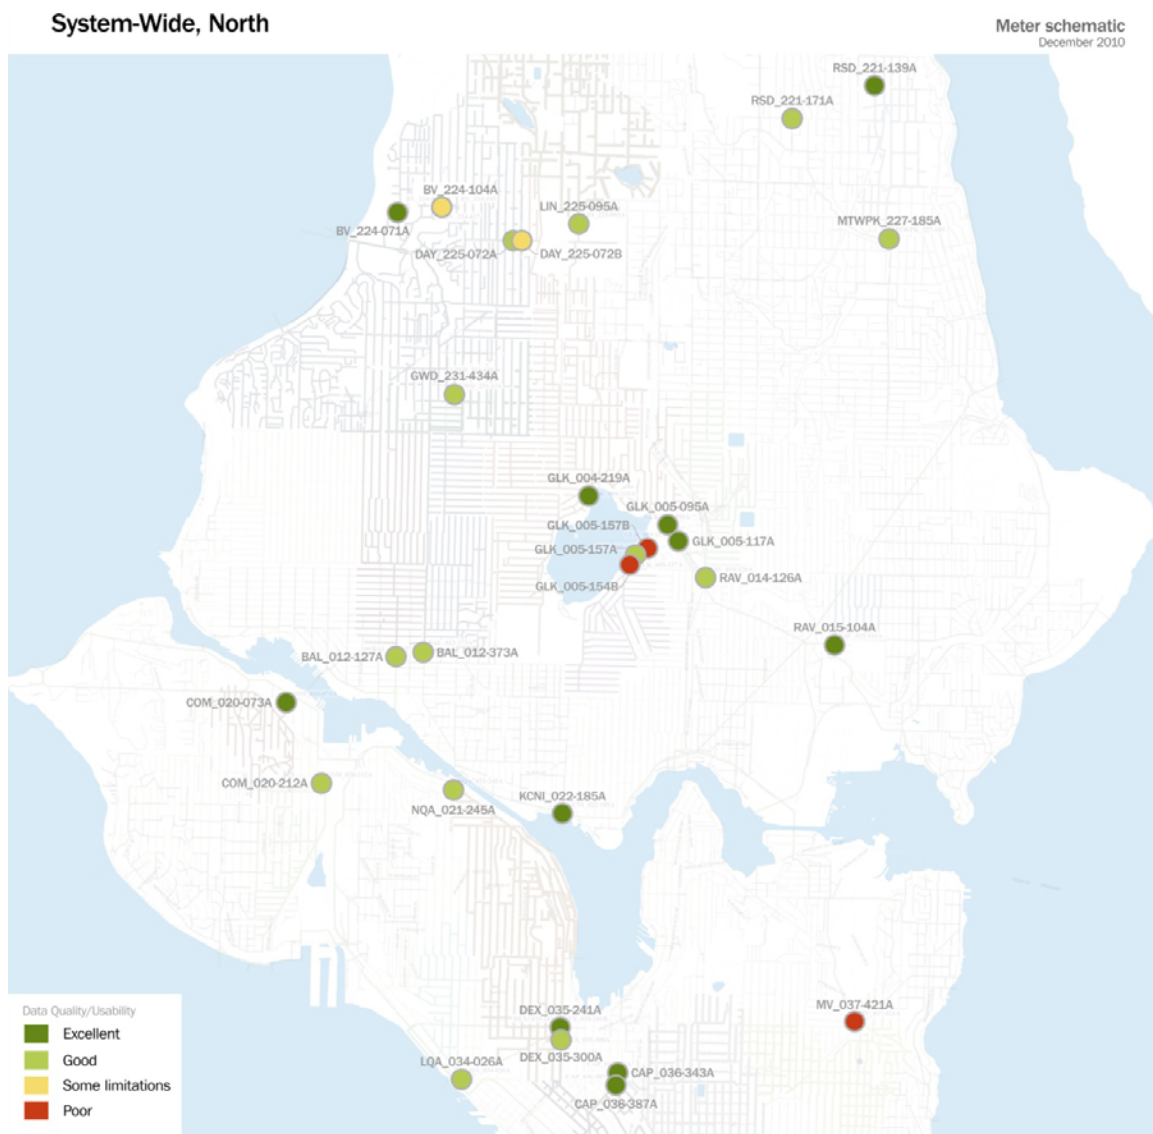 System-Wide, North
Meter schematic
December 2010
RSD_221-139A
RSD_221-171A
BV_224-104A
LIN_225-095A
MTWPK_227-185A
BV_224-071A
DAY_225-072A
DAY_225-072B
GWD_231-434A
GLK_004-219A
GLK_005-095A
GLK_005-157B
GLK_005-117A
GLK_005-157A
RAV_014-126A
GLK_005-154B
RAV_015-104A
BAL_012-127A
BAL_012-373A
COM_020-073A
COM_020-212A
KCNI_022-185A
NQA_021-245A
MV_037-421A
DEX_035-241A
DEX_035-300A
LQA_034-026A
CAP_036-343A
CAP_036-387A
Data Quality/Usability
Excellent
Good
Some limitations
Poor